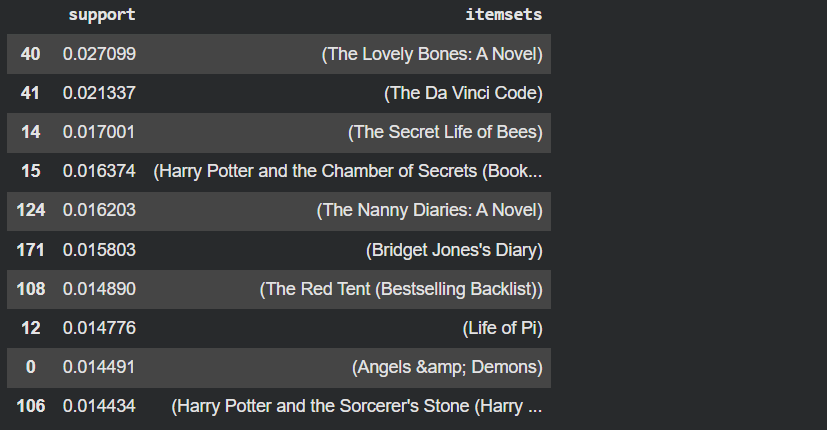 support itemsets
40 0.027099 (The Lovely Bones: A Novel)
41 0.021337 (The Da Vinci Code)
14 0.017001 (The Secret Life of Bees)
15 0.016374 (Harry Potter and the Chamber of Secrets (Book...
124 0.016203 (The Nanny Diaries: A Novel)
171 0.015803 (Bridget Jones's Diary)
108 0.014890 (The Red Tent (Bestselling Backlist))
12 0.014776 (Life of Pi)
0 0.014491 (Angels &amp; Demons)
106 0.014434 (Harry Potter and the Sorcerer's Stone (Harry ...